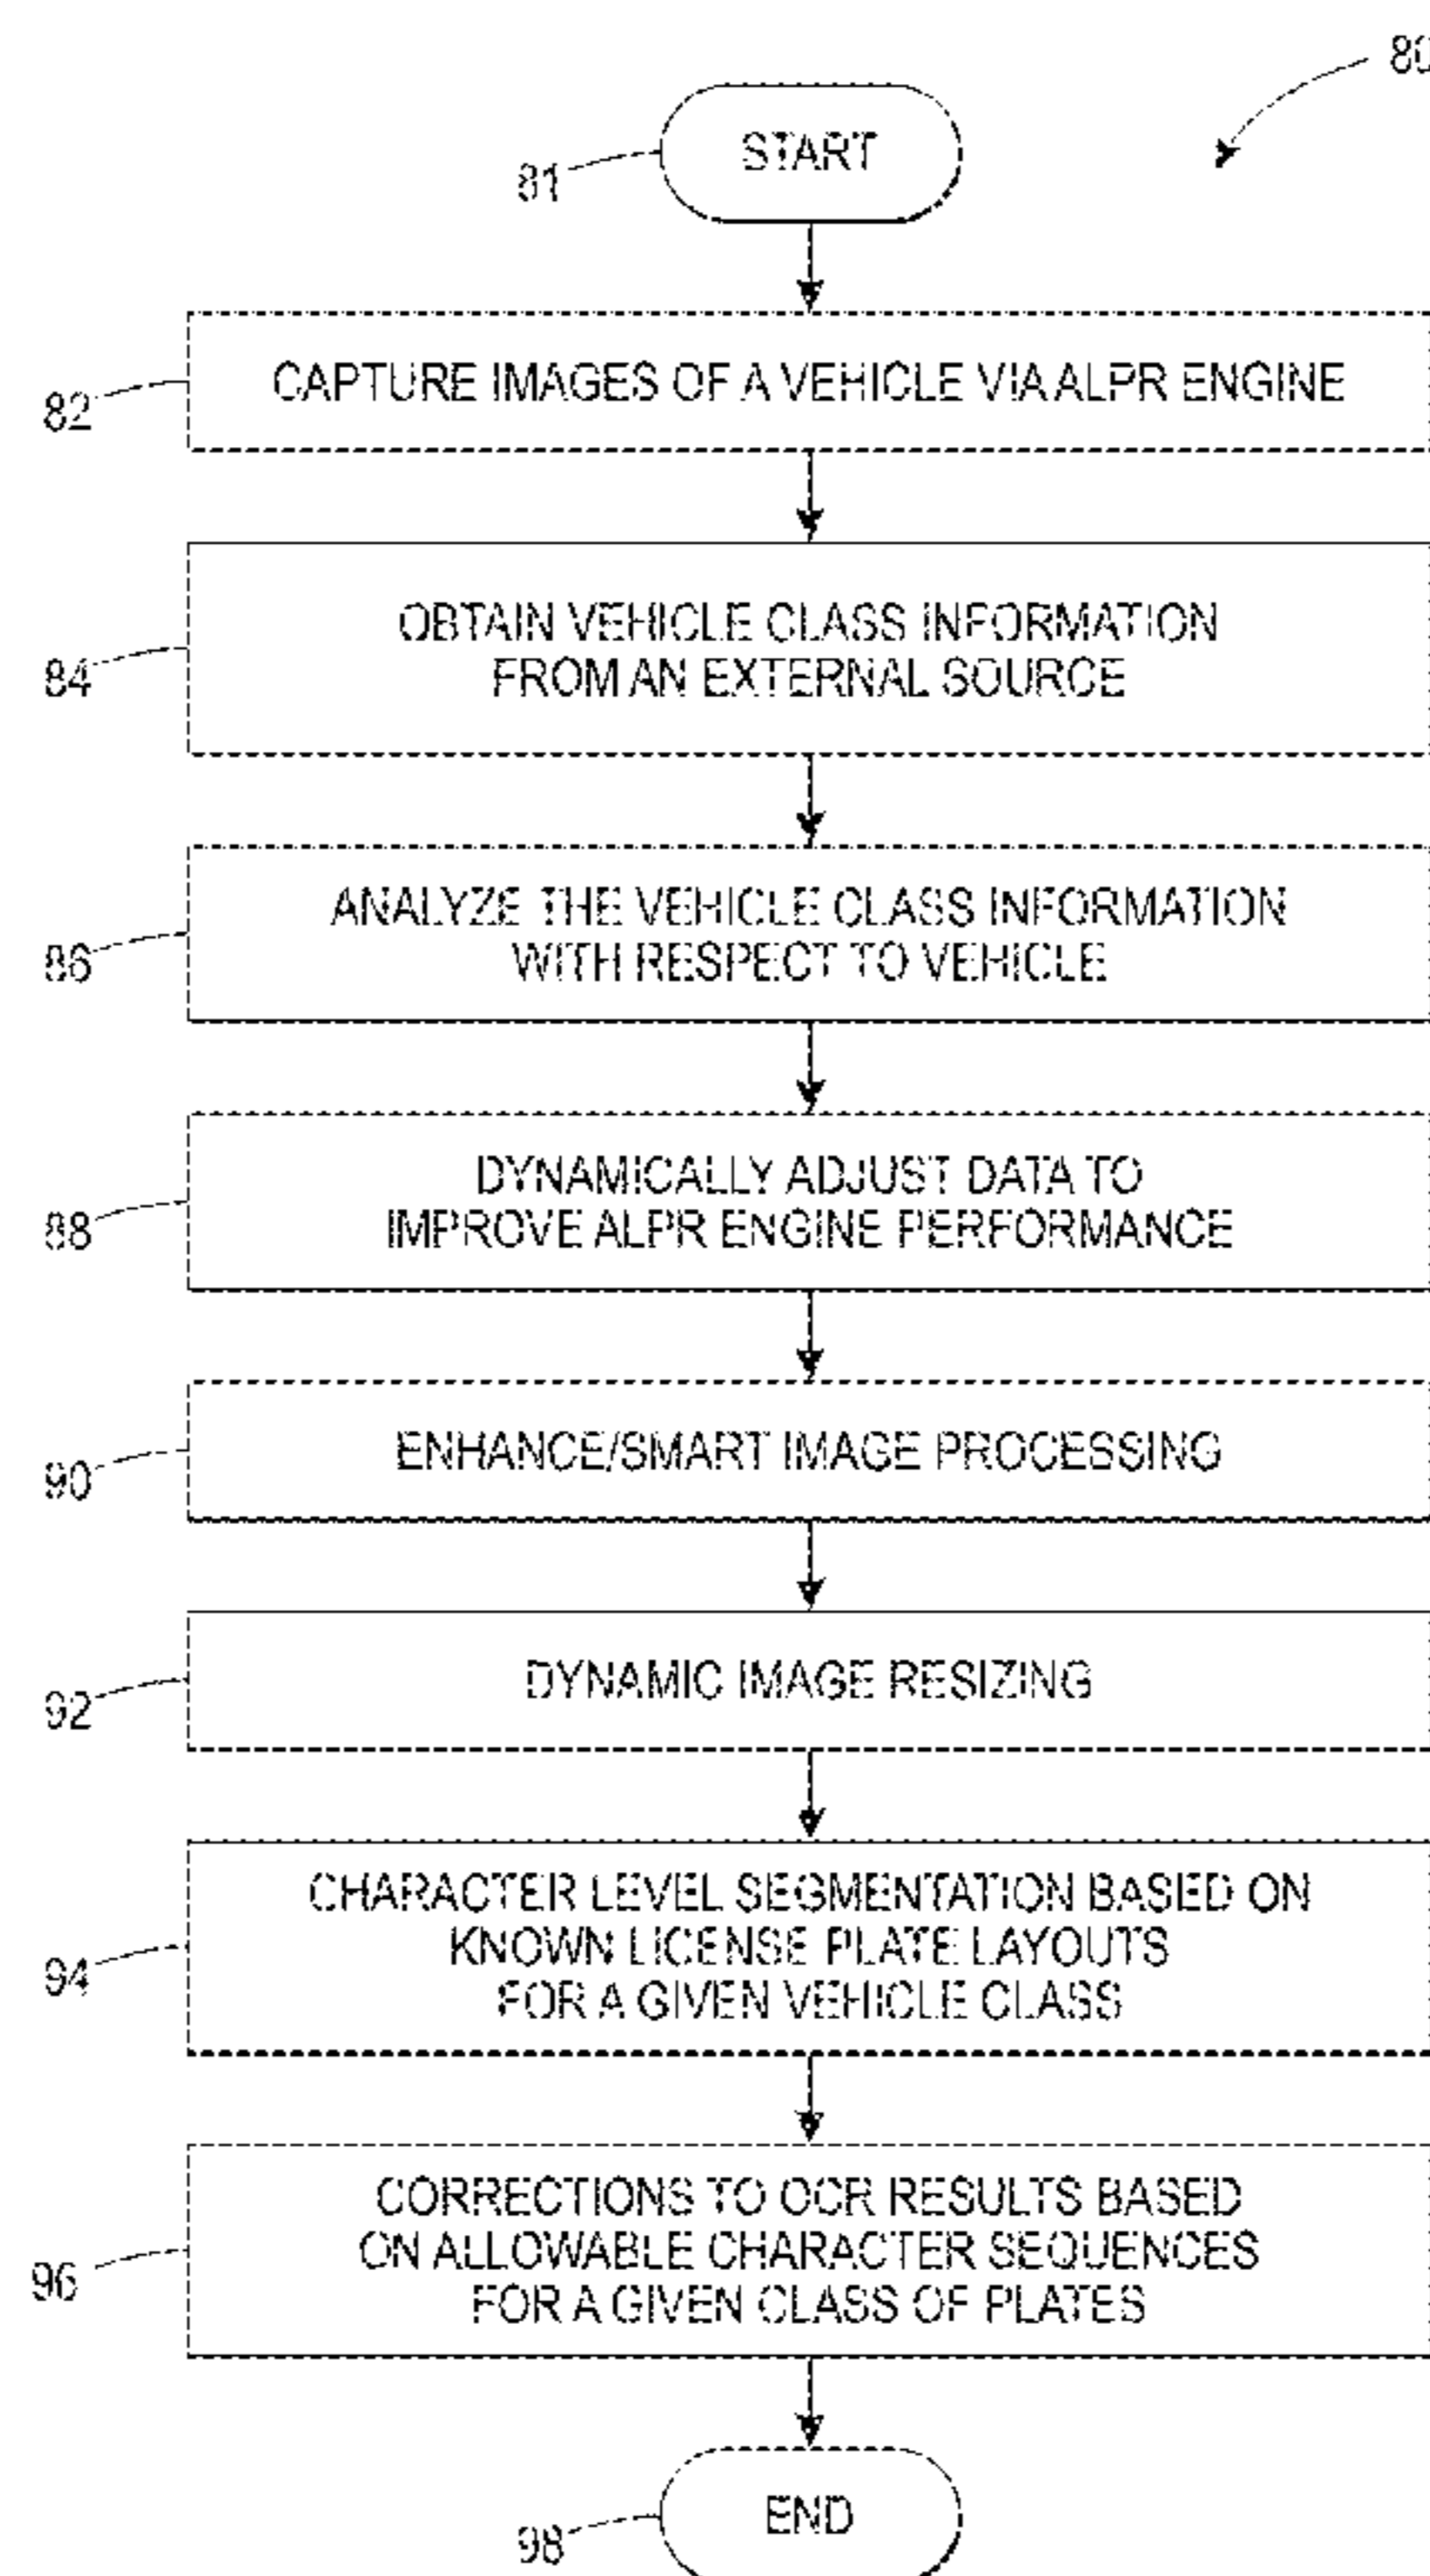 80
START
81
CAPTURE IMAGES OF A VEHICLE VIA ALPR ENGINE
82
OBTAIN VEHICLE CLASS INFORMATION
FROM AN EXTERNAL SOURCE
84
ANALYZE THE VEHICLE CLASS INFORMATION
WITH RESPECT TO VEHICLE
86
DYNAMICALLY ADJUST DATA TO
IMPROVE ALPR ENGINE PERFORMANCE
88
ENHANCE/SMART IMAGE PROCESSING
90
DYNAMIC IMAGE RESIZING
92
CHARACTER LEVEL SEGMENTATION BASED ON
KNOWN LICENSE PLATE LAYOUTS
FOR A GIVEN VEHICLE CLASS
94
CORRECTIONS TO OCR RESULTS BASED
ON ALLOWABLE CHARACTER SEQUENCES
FOR A GIVEN CLASS OF PLATES
96
END
98